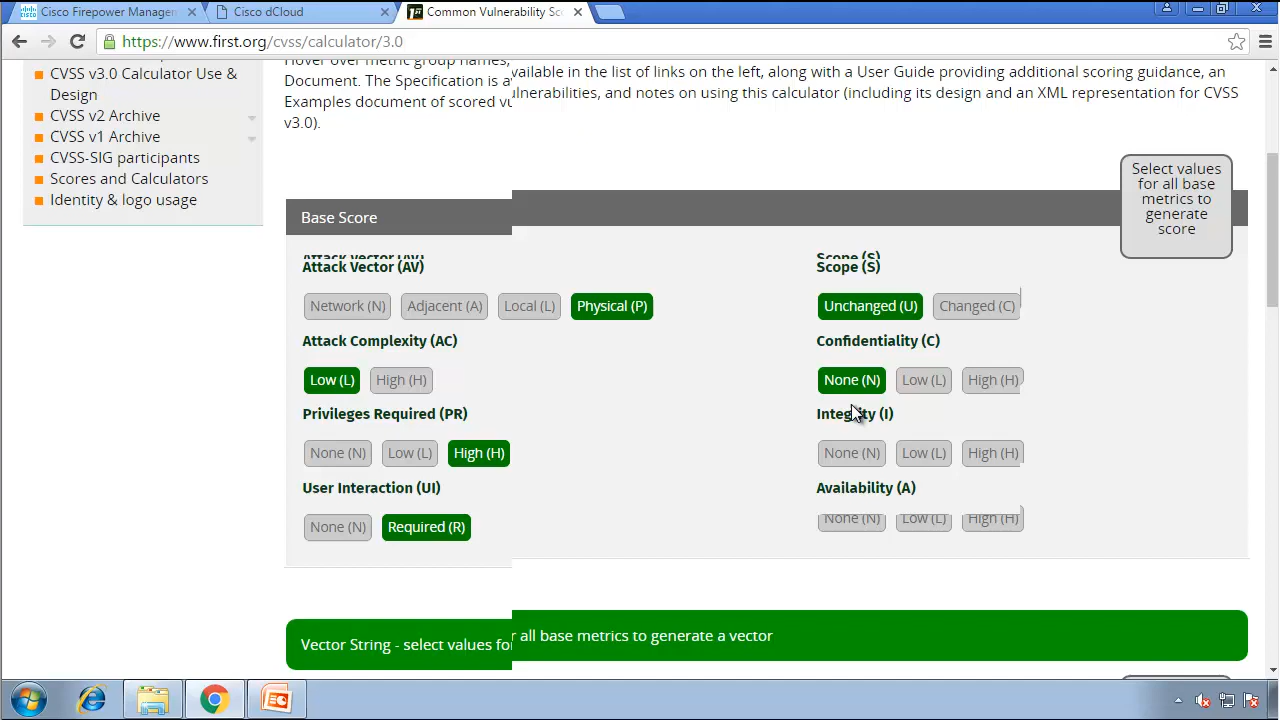 Cisco Firepower Managem
Cisco dCloud
Common Vulnerability Sco
https://www.first.org/cvss/calculator/3.0
CVSS v3.0 Calculator Use &
Design
CVSS v2 Archive
CVSS v1 Archive
CVSS-SIG participants
Scores and Calculators
Identity & logo usage
Hover over metric group names,
Document. The Specification is a vailable in the list of links on the left, along with a User Guide providing additional scoring guidance, an
Examples document of scored vu lnerabilities, and notes on using this calculator (including its design and an XML representation for CVSS
v3.0).
Select values
for all base
metrics to
generate
score
Base Score
Attack Vector (AV)
Attack Vector (AV)
Network (N) Adjacent (A) Local (L) Physical (P)
Attack Complexity (AC)
Low (L) High (H)
Privileges Required (PR)
None (N) Low (L) High (H)
User Interaction (UI)
None (N) Required (R)
Scope (S)
Scope (S)
Unchanged (U) Changed (C)
Confidentiality (C)
None (N) Low (L) High (H)
Integrity (I)
None (N) Low (L) High (H)
Availability (A)
None (N) Low (L) High (H)
Vector String - select values for all base metrics to generate a vector